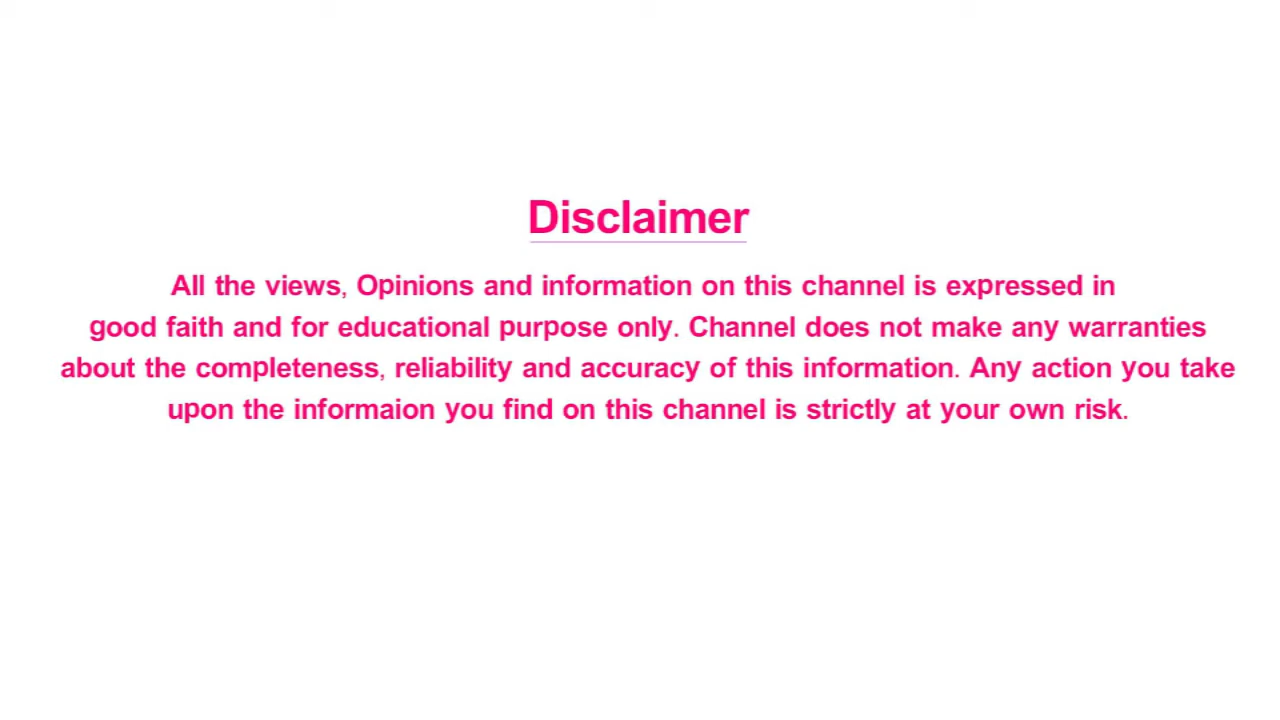 Disclaimer
All the views, Opinions and information on this channel is expressed in
good faith and for educational purpose only. Channel does not make any warranties
about the completeness, reliability and accuracy of this information. Any action you take
upon the informaion you find on this channel is strictly at your own risk.